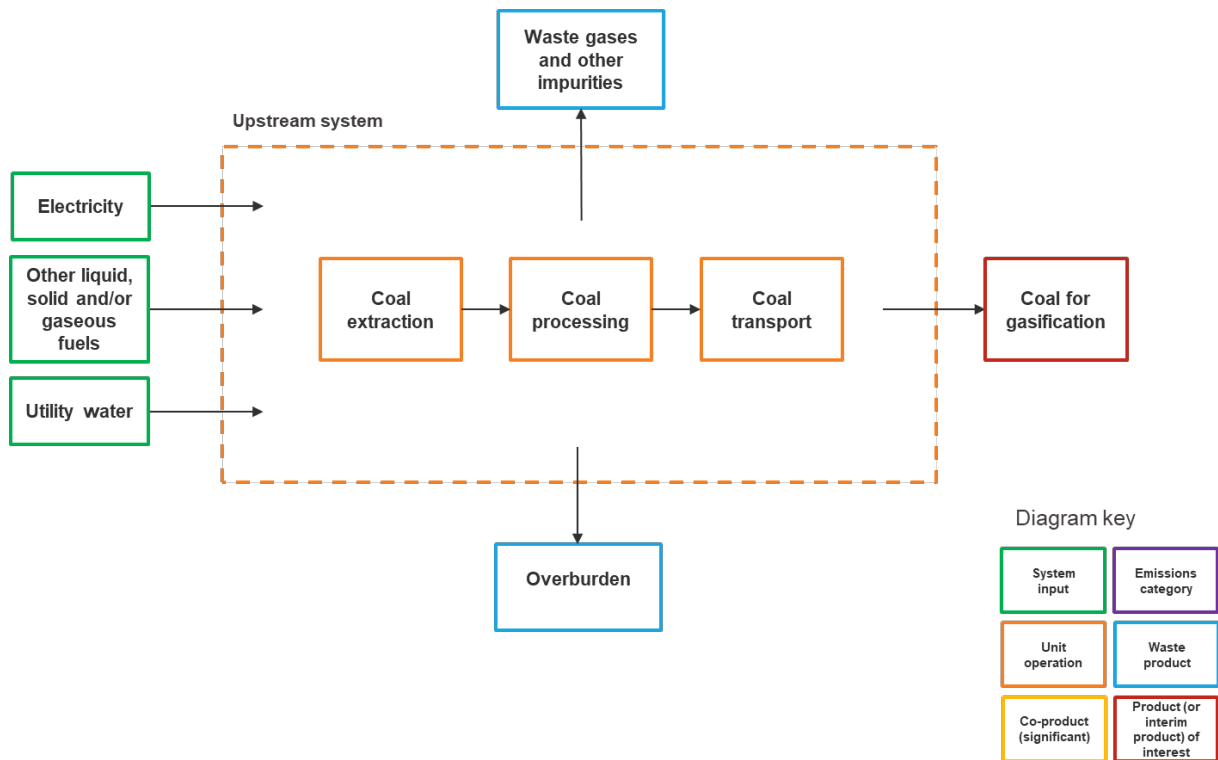 Waste gases
and other
impurities
Upstream system
Electricity
Other liquid,
solid and/or
gaseous
fuels
Utility water
Coal
extraction
Coal
processing
Coal
transport
Coal for
gasification
Overburden
Diagram key
System
input
Emissions
category
Unit
operation
Waste
product
Co-product
(significant)
Product (or
interim
product) of
interest